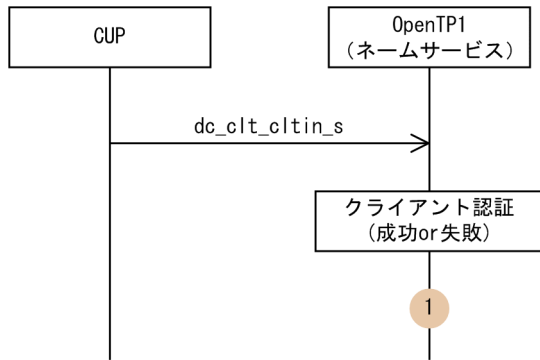 CUP
OpenTP1
（ネームサービス）
dc_clt_cltin_s
クライアント認証
（成功or失敗）
1